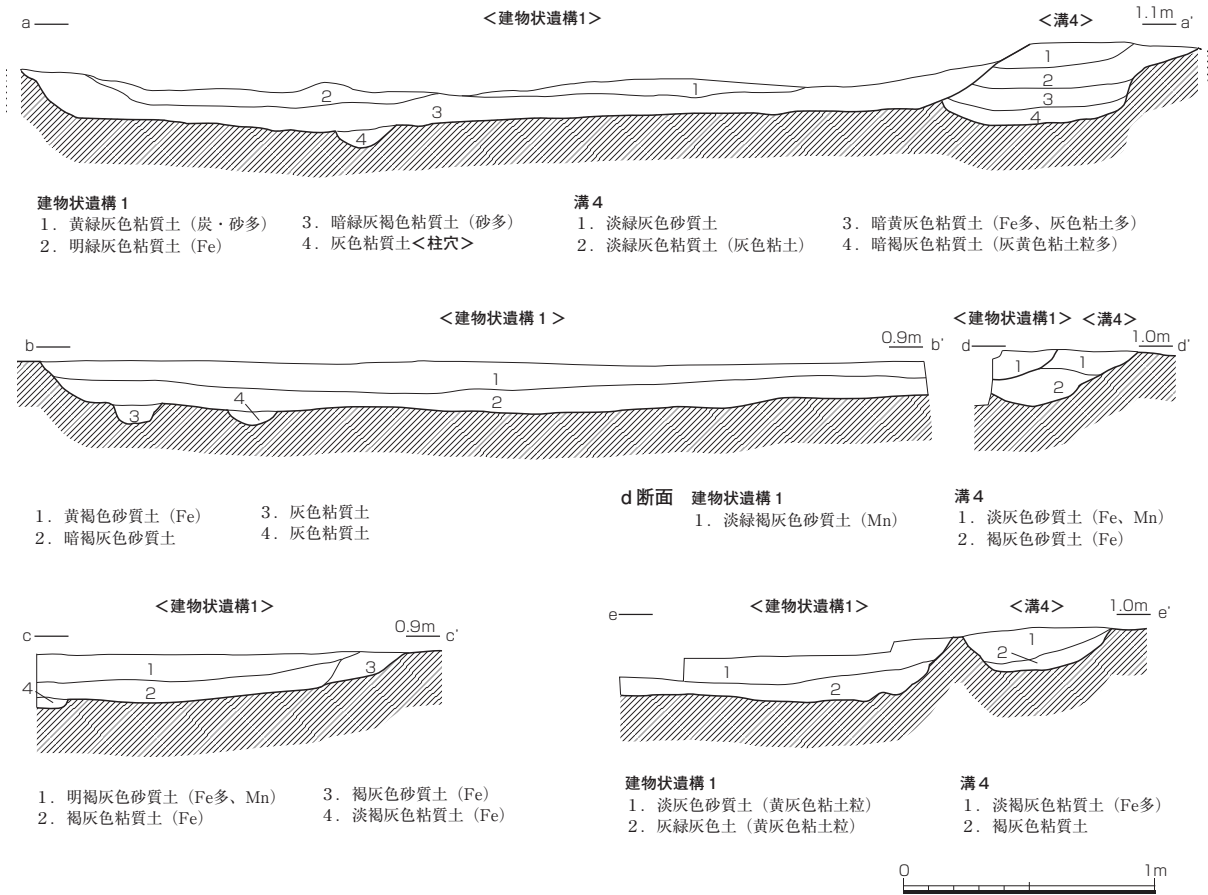 a <建物状遺構1> <溝4> 1.1m a'
1
2 1 2
3 3
4 4
建物状遺構1
1. 黄緑灰色粘質土(炭・砂多)
2. 明緑灰色粘質土(Fe)
3. 暗緑灰褐色粘質土(砂多)
4. 灰色粘質土<柱穴>
溝4
1. 淡緑灰色砂質土
2. 淡緑灰色粘質土(灰色粘土)
3. 暗黄灰色粘質土(Fe多、灰色粘土多)
4. 暗褐灰色粘質土(灰黄色粘土粒多)
b <建物状遺構1> 0.9m b'
1
4 2
3
1. 黄褐色砂質土(Fe)
2. 暗褐灰色砂質土
3. 灰色粘質土
4. 灰色粘質土
<建物状遺構1> <溝4>
d 1.0m d'
1 1
2
d断面 建物状遺構1
1. 淡緑褐灰色砂質土(Mn)
溝4
1. 淡灰色砂質土(Fe、Mn)
2. 褐灰色砂質土(Fe)
<建物状遺構1>
c 0.9m c'
1 3
4 2
1. 明褐灰色砂質土(Fe多、Mn)
2. 褐灰色粘質土(Fe)
3. 褐灰色砂質土(Fe)
4. 淡褐灰色粘質土(Fe)
e <建物状遺構1> <溝4> 1.0m e'
1 1
2 2
建物状遺構1
1. 淡灰色砂質土(黄灰色粘土粒)
2. 灰緑灰色土(黄灰色粘土粒)
溝4
1. 淡褐灰色粘質土(Fe多)
2. 褐灰色粘質土
0 1m